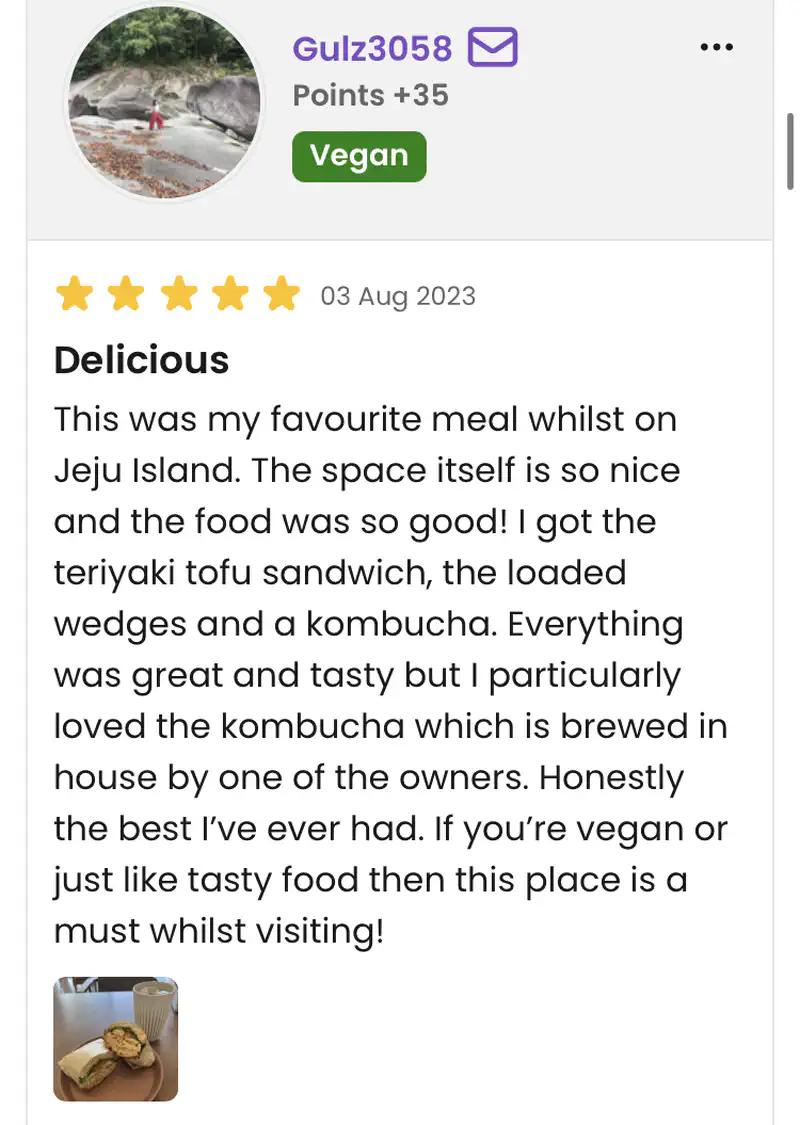 Gulz3058
Points +35
Vegan
03 Aug 2023
Delicious
This was my favourite meal whilst on
Jeju Island. The space itself is so nice
and the food was so good! I got the
teriyaki tofu sandwich, the loaded
wedges and a kombucha. Everything
was great and tasty but I particularly
loved the kombucha which is brewed in
house by one of the owners. Honestly
the best I’ve ever had. If you’re vegan or
just like tasty food then this place is a
must whilst visiting!